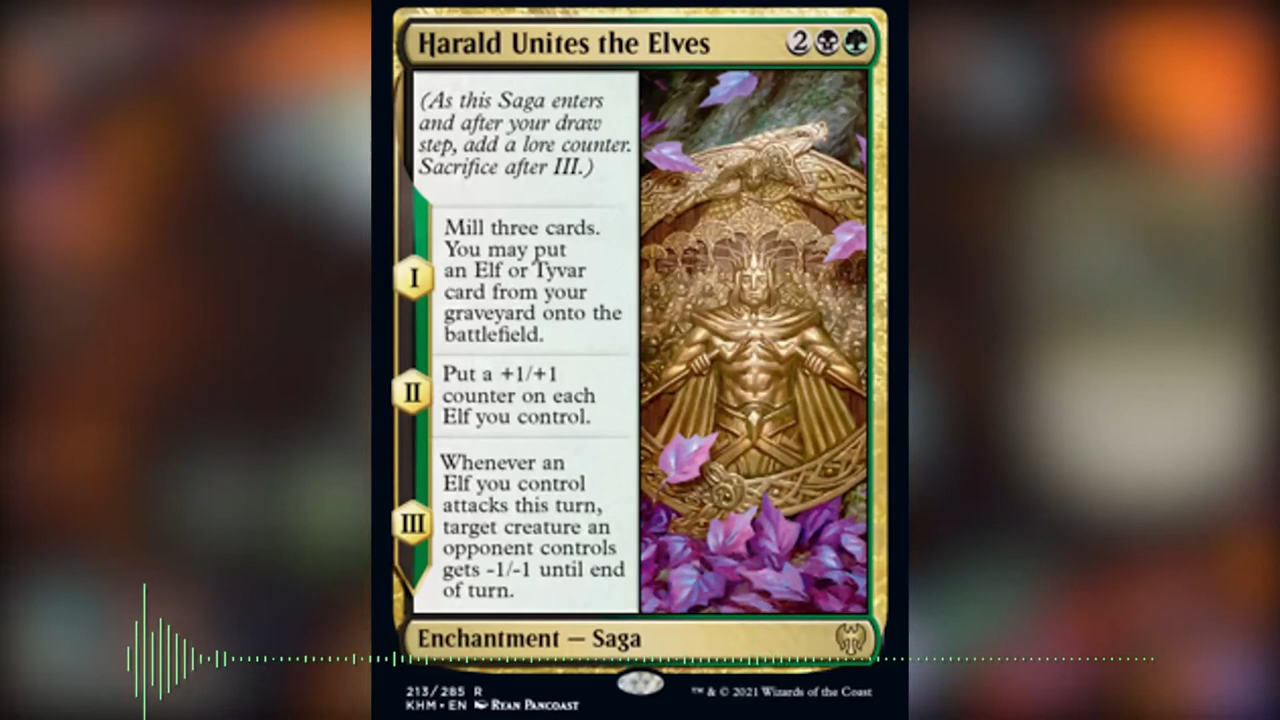 Harald Unites the Elves 2
(As this Saga enters
and after your draw
step, add a lore counter.
Sacrifice after III.)
I
Mill three cards.
You may put
an Elf or Tyvar
card from your
graveyard onto the
battlefield.
II
Put a +1/+1
counter on each
Elf you control.
III
Whenever an
Elf you control
attacks this turn,
target creature an
opponent controls
gets -1/-1 until end
of turn.
Enchantment — Saga
213/285 R
KHM • EN Ryan Pancoast
™ & © 2021 Wizards of the Coast